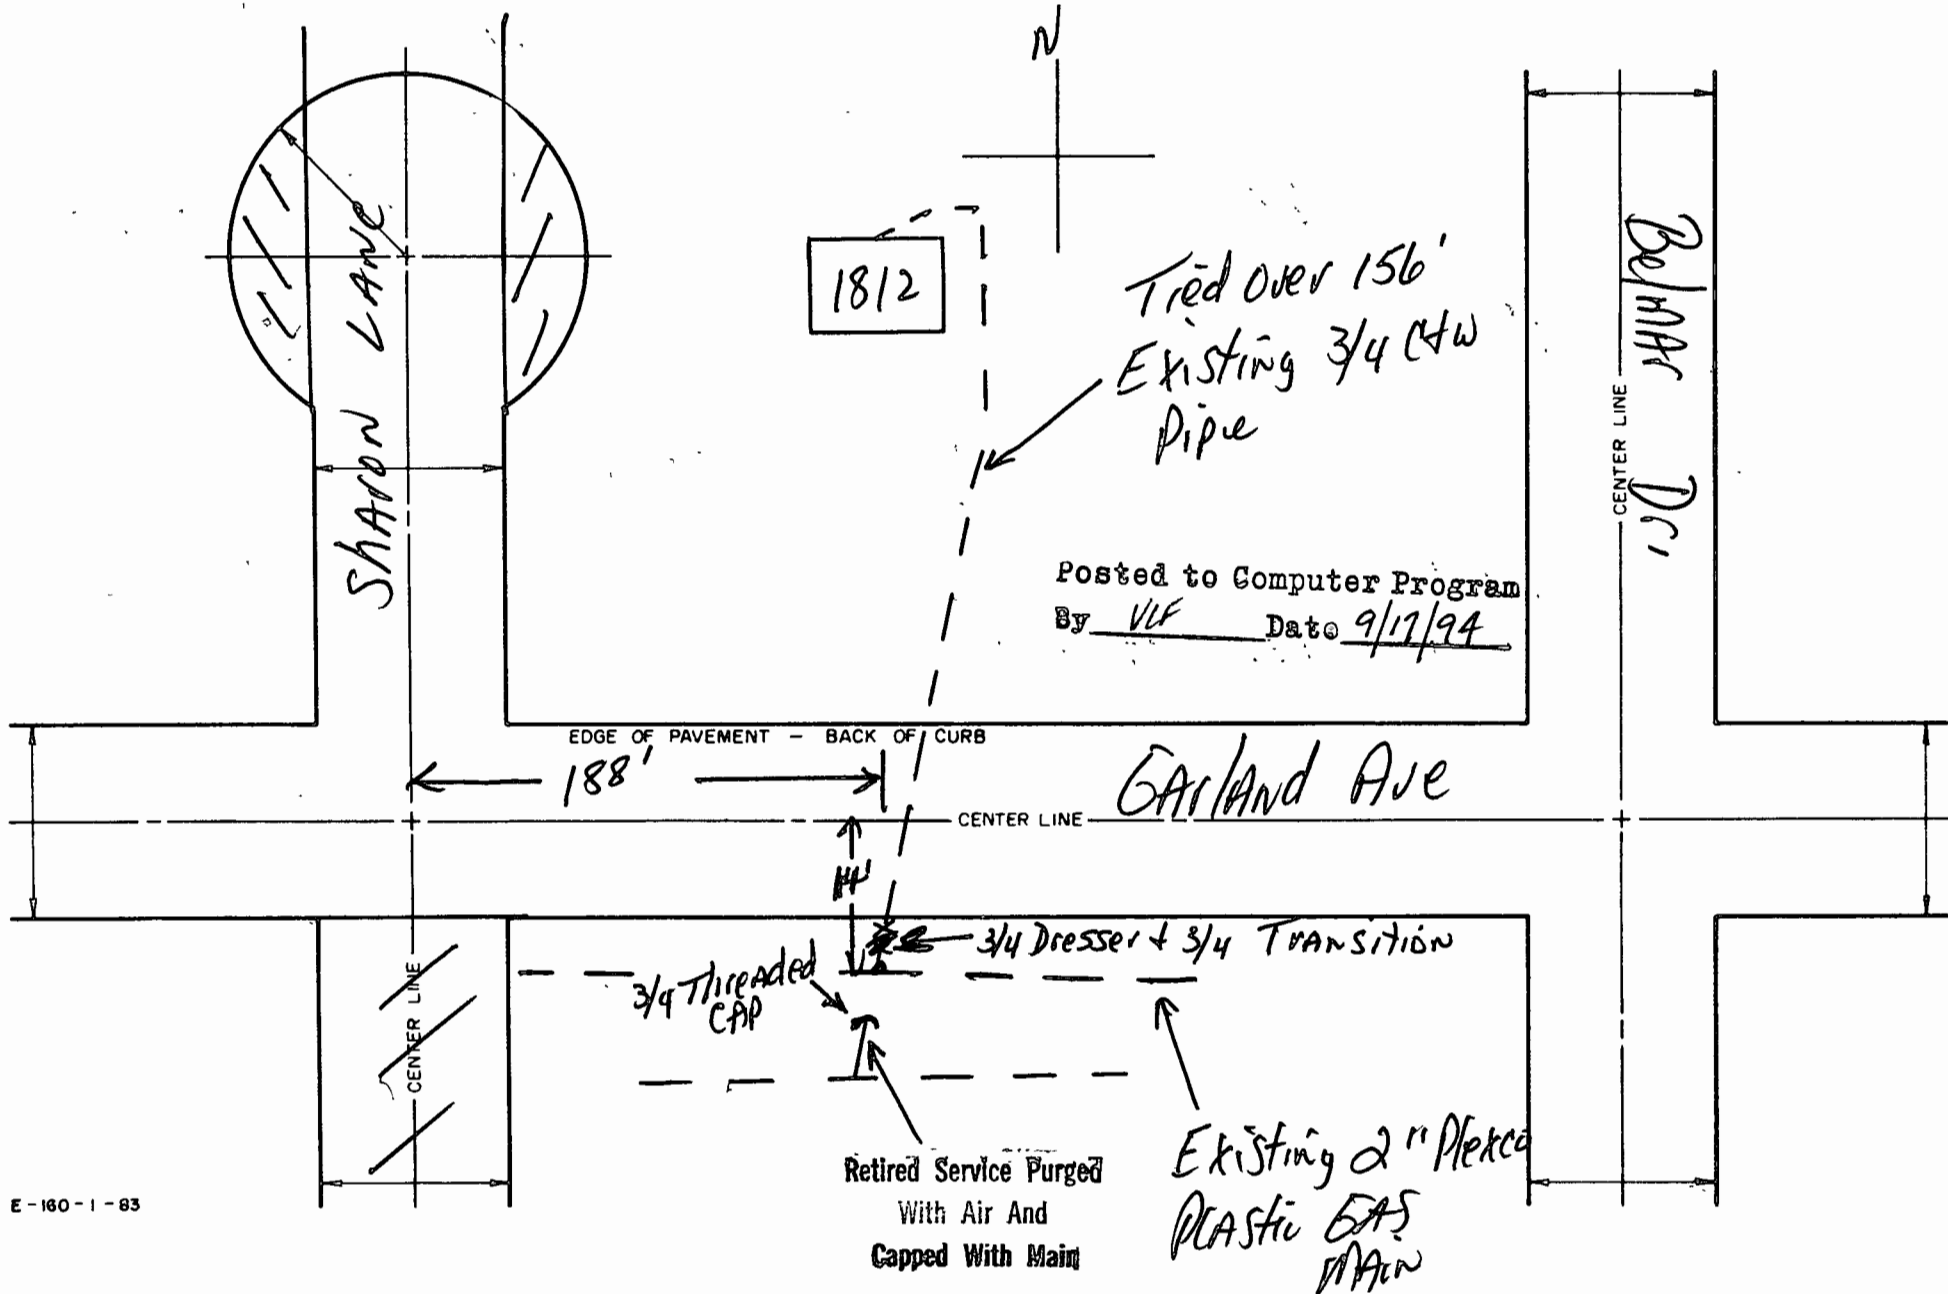 N
SHARON LANE
1812
Tied Over 156'
Existing 3/4 C+W
Pipe
BelMAr Dr.
CENTER LINE
Posted to Computer Program
By VLF Date 9/17/94
EDGE OF PAVEMENT – BACK OF CURB
188'
GArlAnd Ave
CENTER LINE
14'
3/4 Dresser + 3/4 TRANSITION
3/4 Threaded
CAP
CENTER LINE
Retired Service Purged
With Air And
Capped With Main
Existing 2" Plexco
PLAStic GAS
MAIN
E-160-1-83